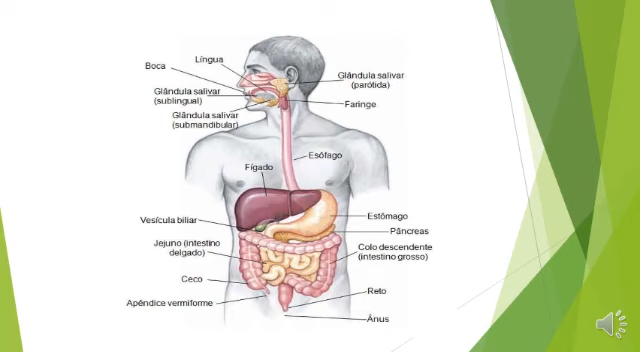 Língua
Boca
Glândula salivar
(parótida)
Glândula salivar
(sublingual)
Faringe
Glândula salivar
(submandibular)
Esófago
Fígado
Vesícula biliar
Estômago
Pâncreas
Jejuno (intestino
delgado)
Colo descendente
(intestino grosso)
Ceco
Reto
Apêndice vermiforme
Ânus